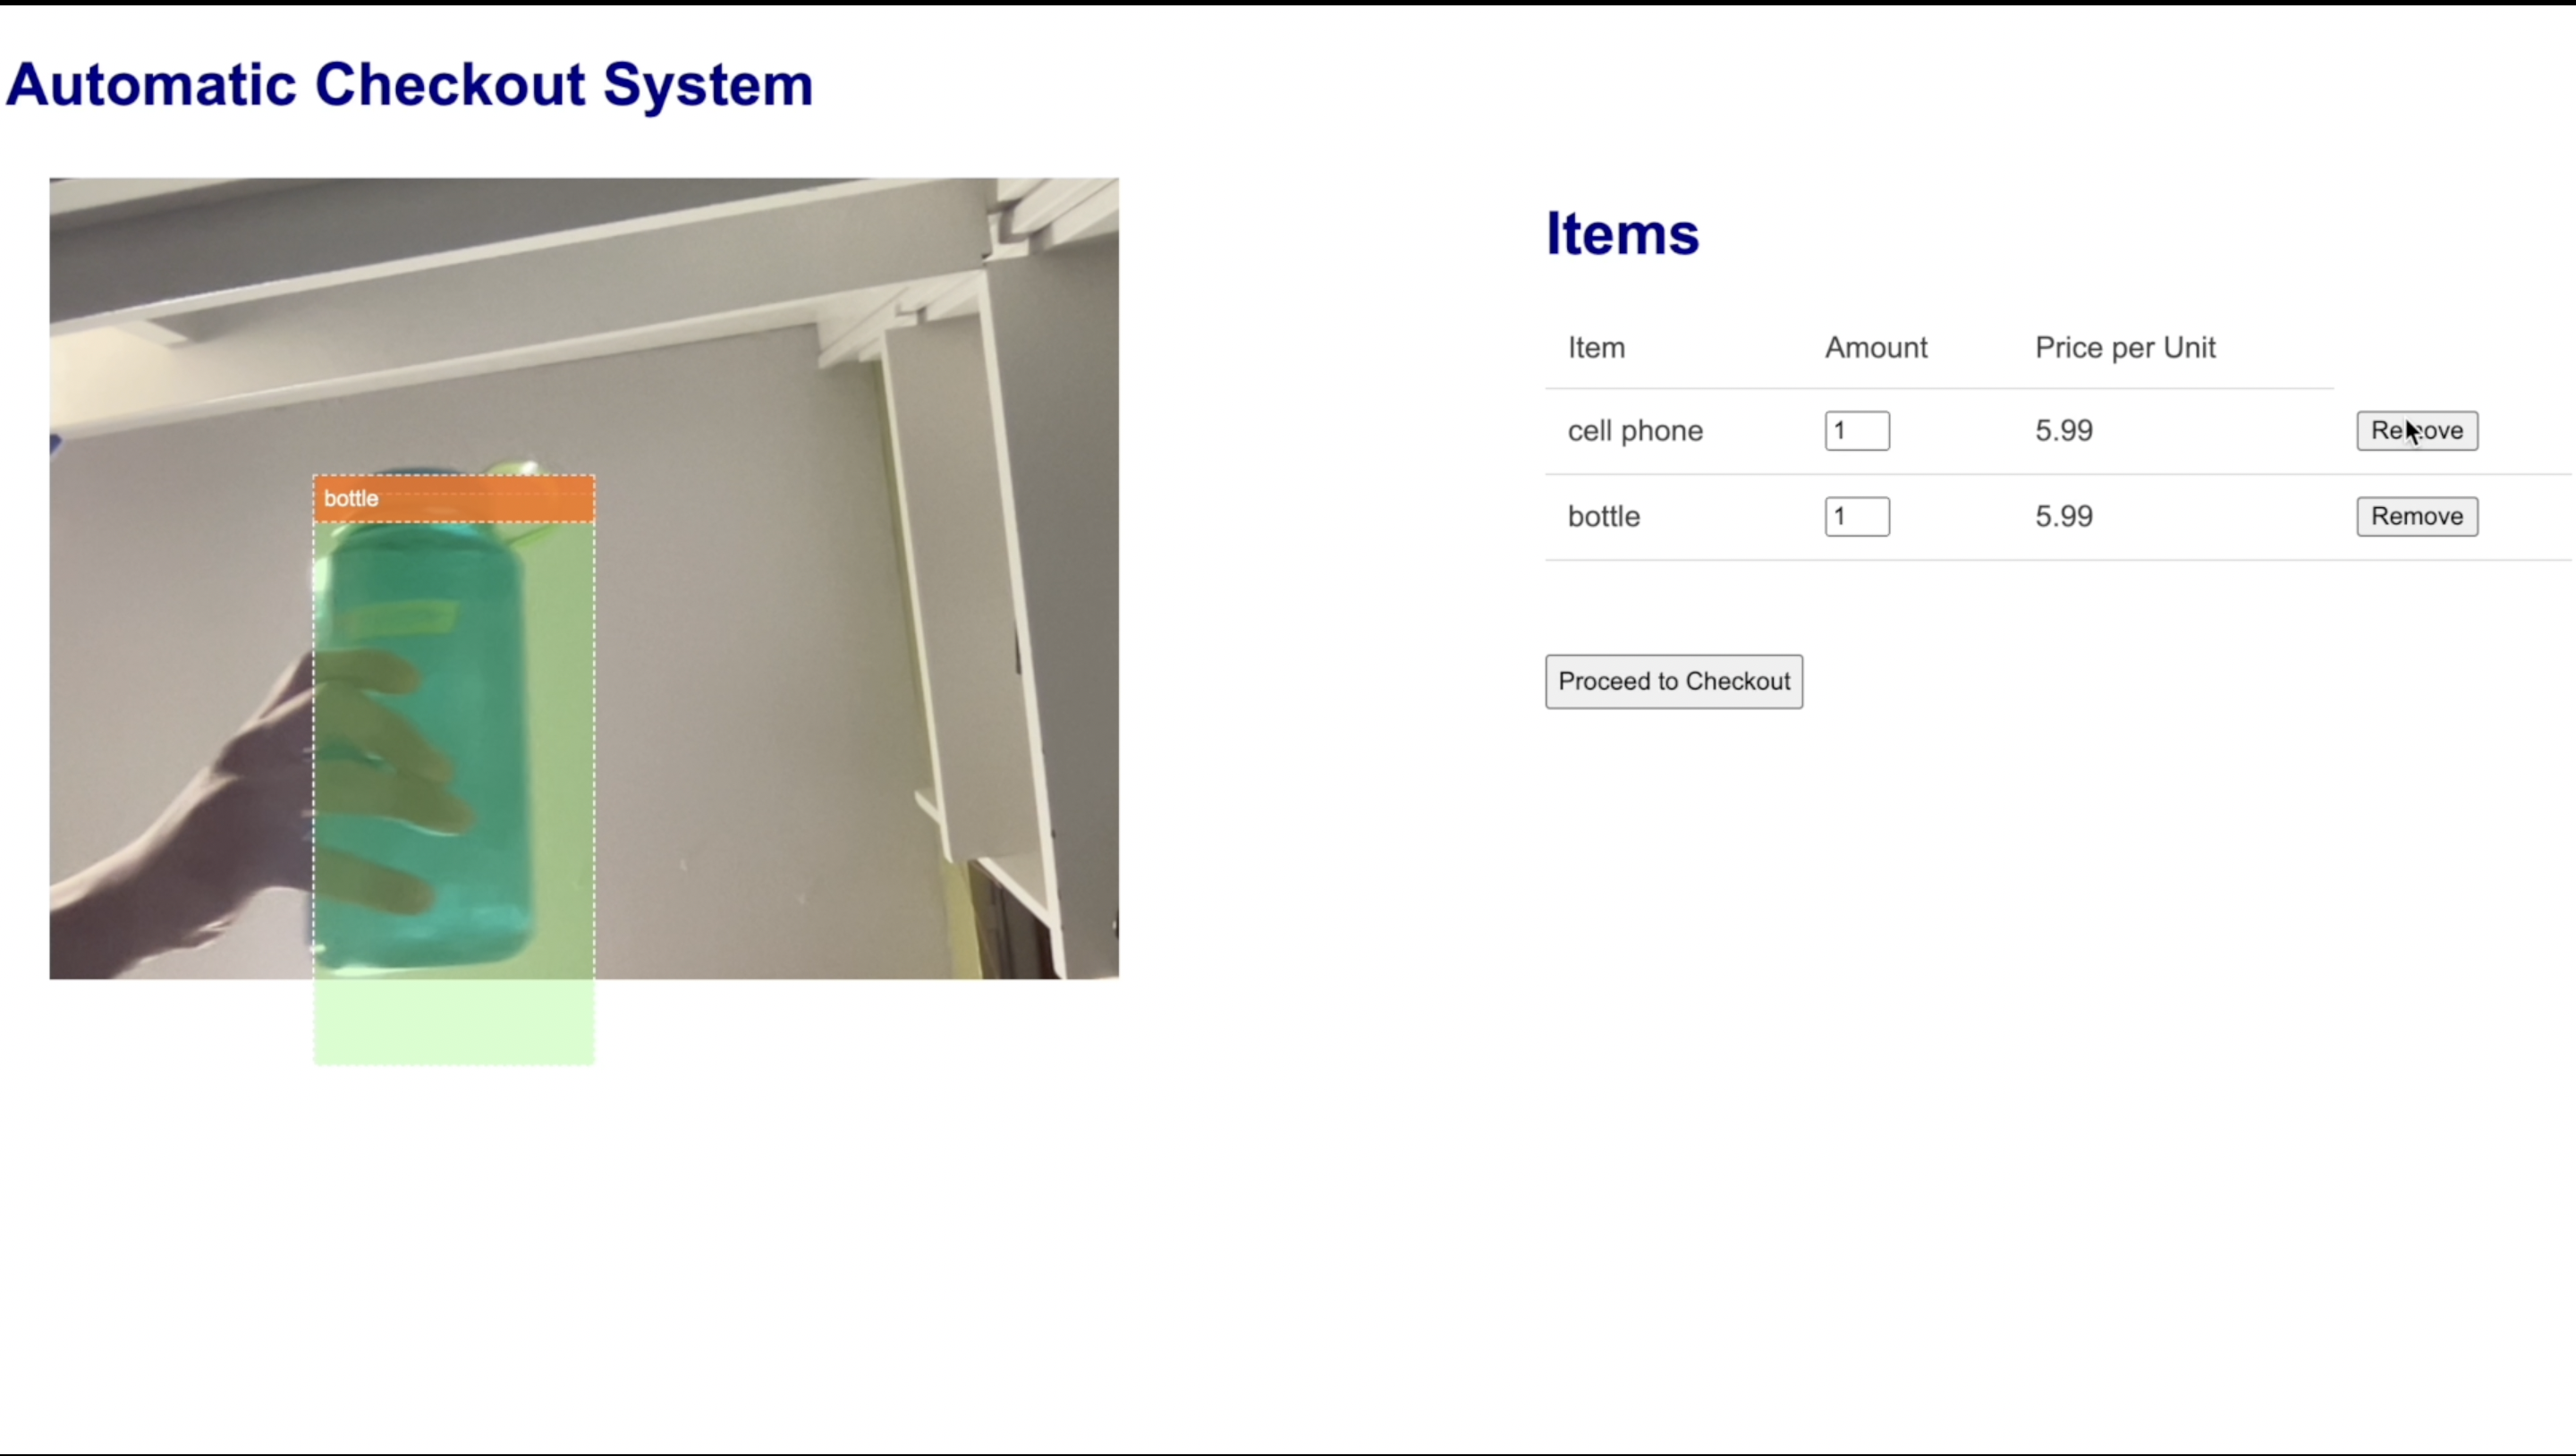 Automatic Checkout System
bottle
Items
Item Amount Price per Unit
cell phone 1 5.99 Remove
bottle 1 5.99 Remove
Proceed to Checkout